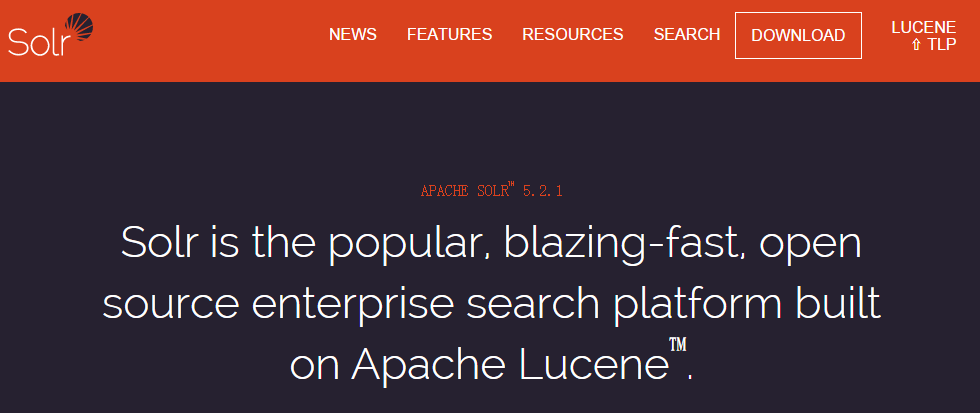 Solr
NEWS FEATURES RESOURCES SEARCH DOWNLOAD LUCENE
⇧ TLP
APACHE SOLR™ 5.2.1
Solr is the popular, blazing-fast, open
source enterprise search platform built
on Apache Lucene™.